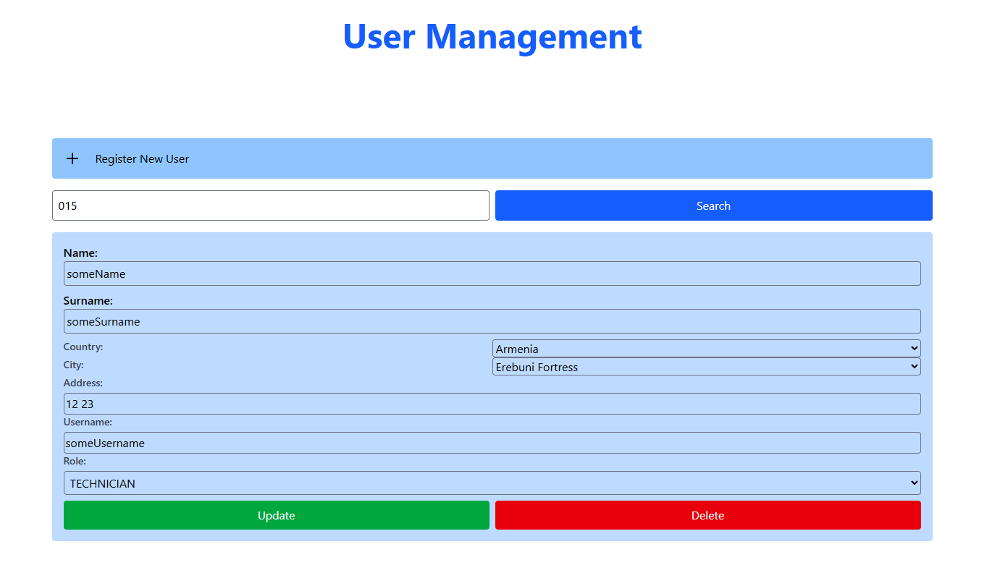 User Management
Register New User
015
Search
Name:
someName
Surname:
someSurname
Country:
Armenia
City:
Erebuni Fortress
Address:
12 23
Username:
someUsername
Role:
TECHNICIAN
Update
Delete